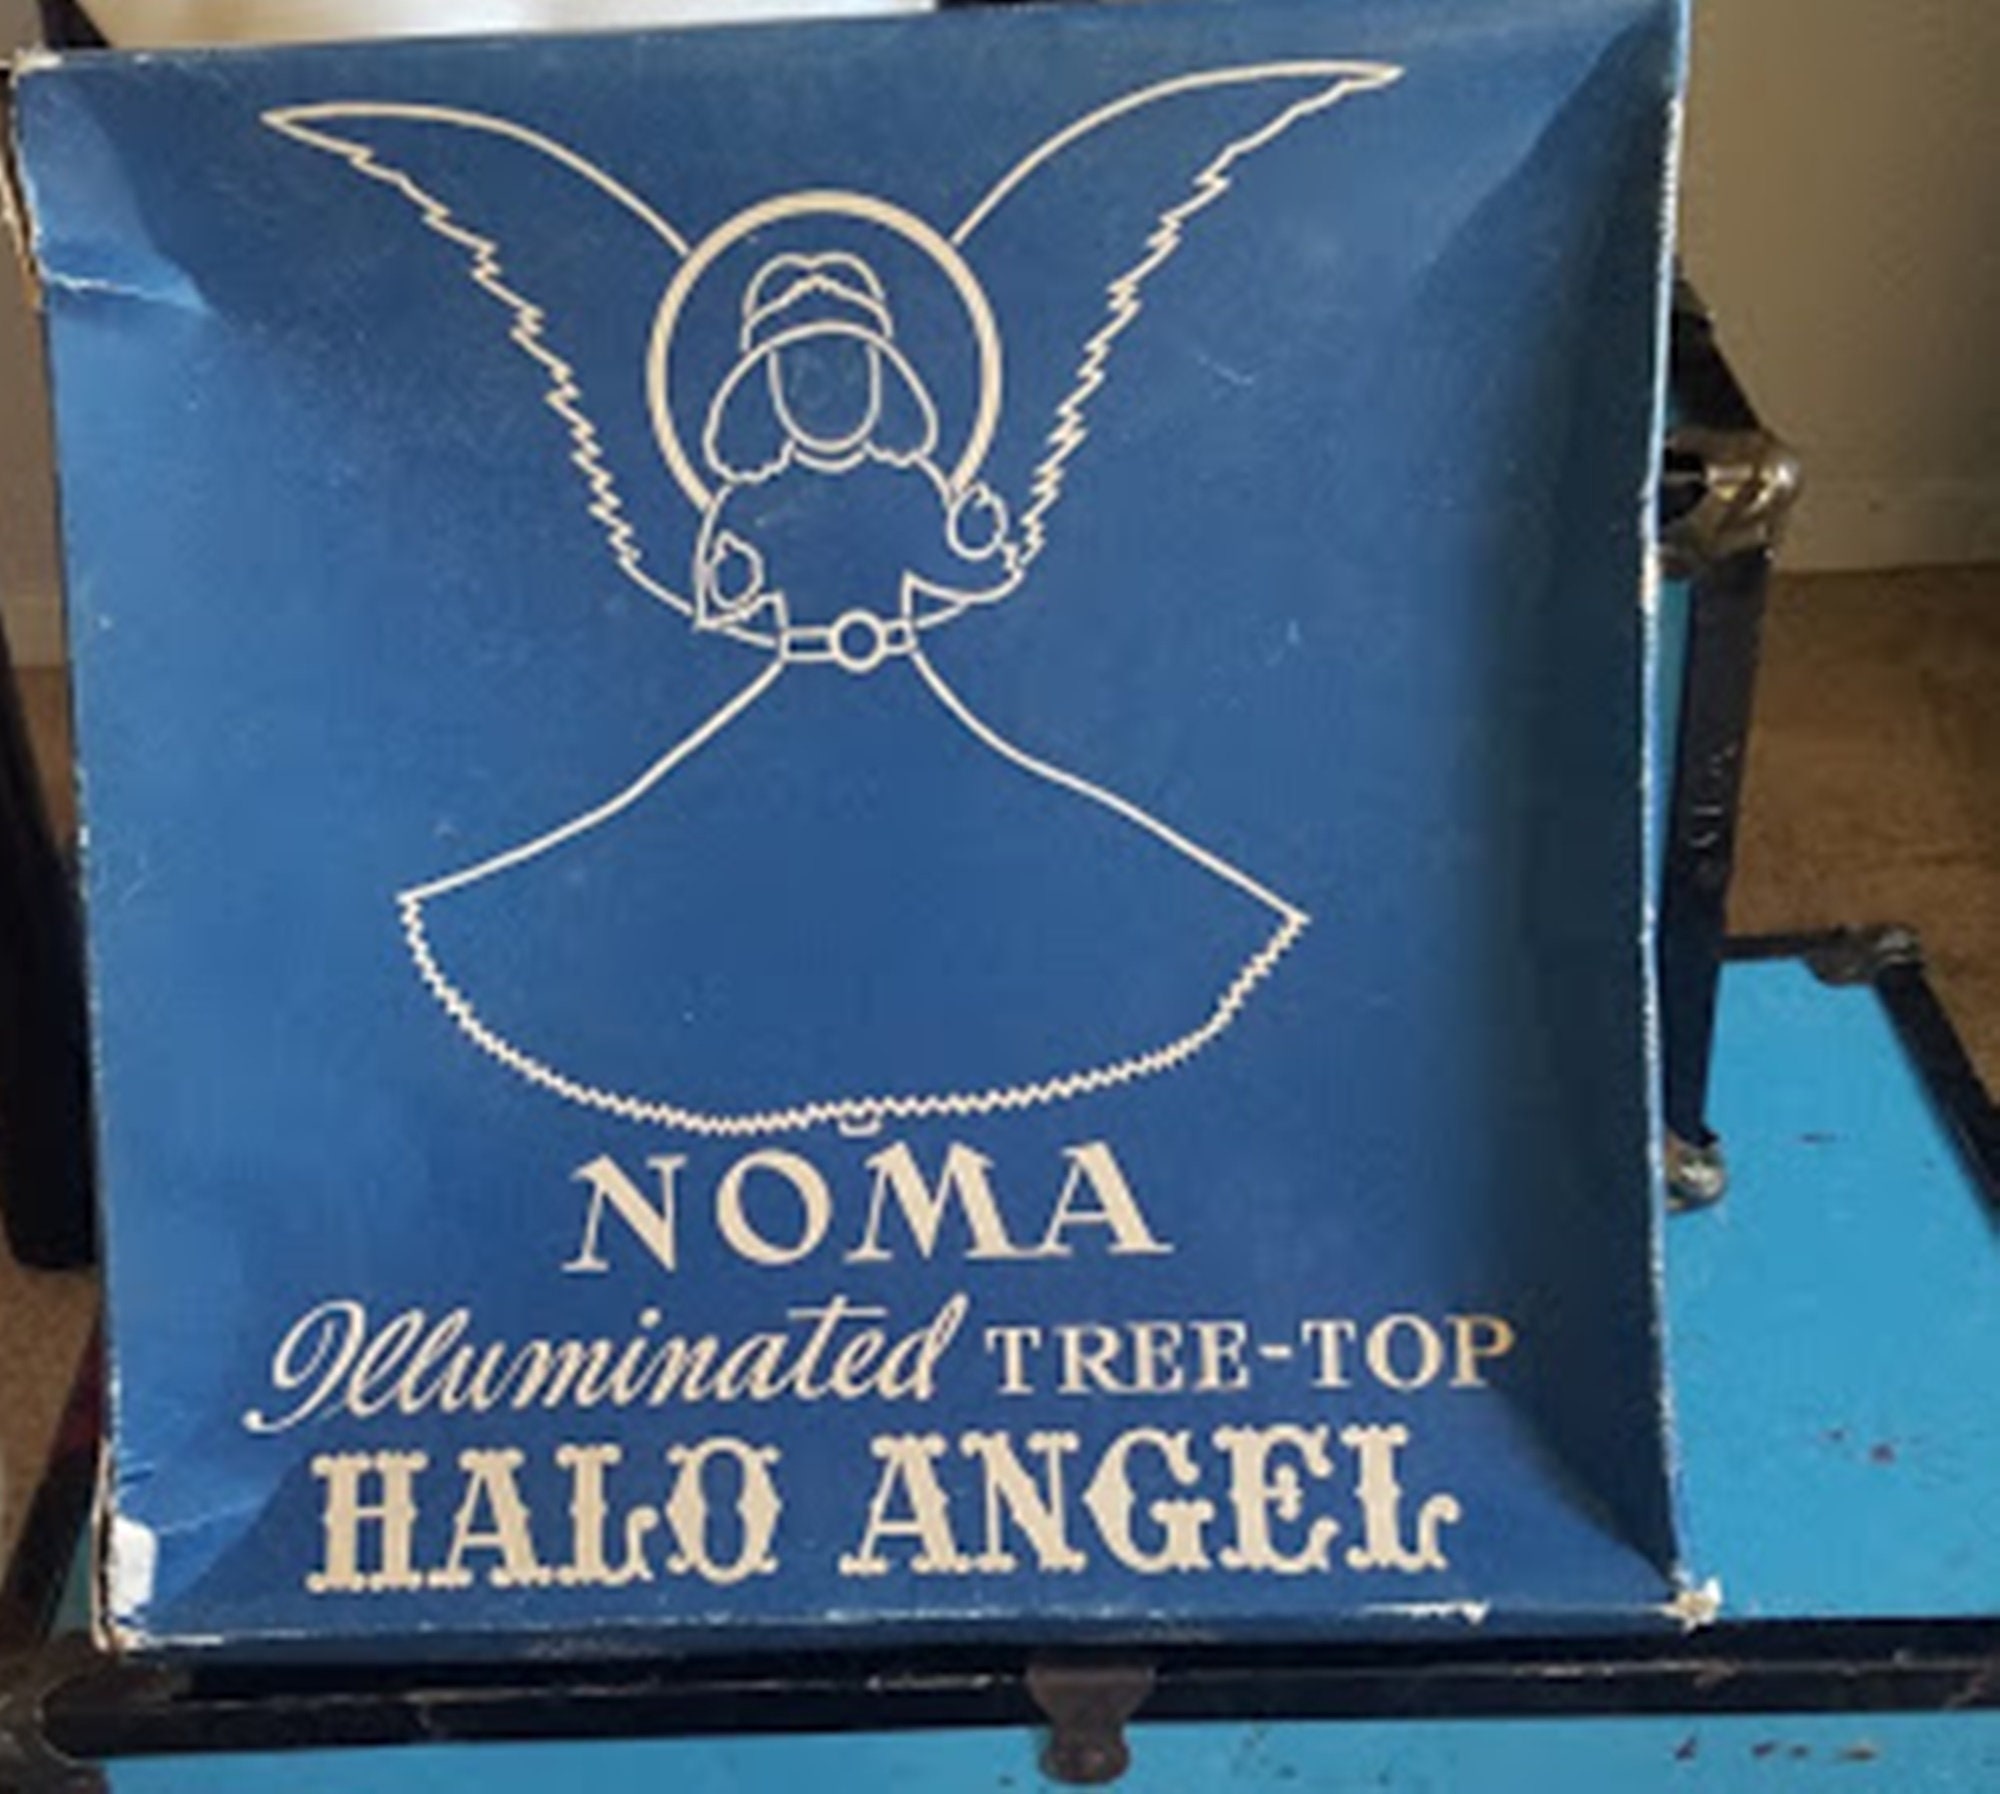 NOMA
Illuminated TREE-TOP
HALO ANGEL